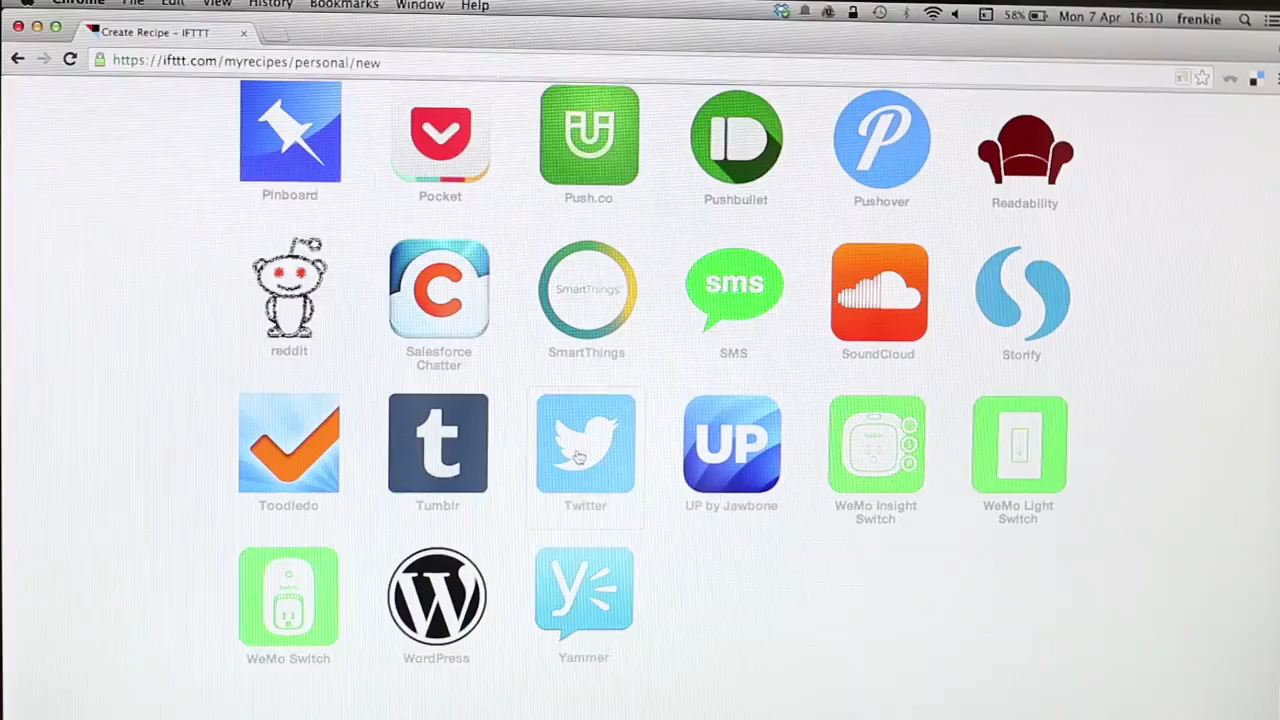 Chrome File Edit View History Bookmarks Window Help
58% Mon 7 Apr 16:10 frenkie
Create Recipe - IFTTT
https://ifttt.com/myrecipes/personal/new
Pinboard Pocket Push.co Pushbullet Pushover Readability
SmartThings sms
reddit Salesforce Chatter SmartThings SMS SoundCloud Storify
t UP
Toodledo Tumblr Twitter UP by Jawbone WeMo Insight Switch WeMo Light Switch
WeMo Switch WordPress Yammer